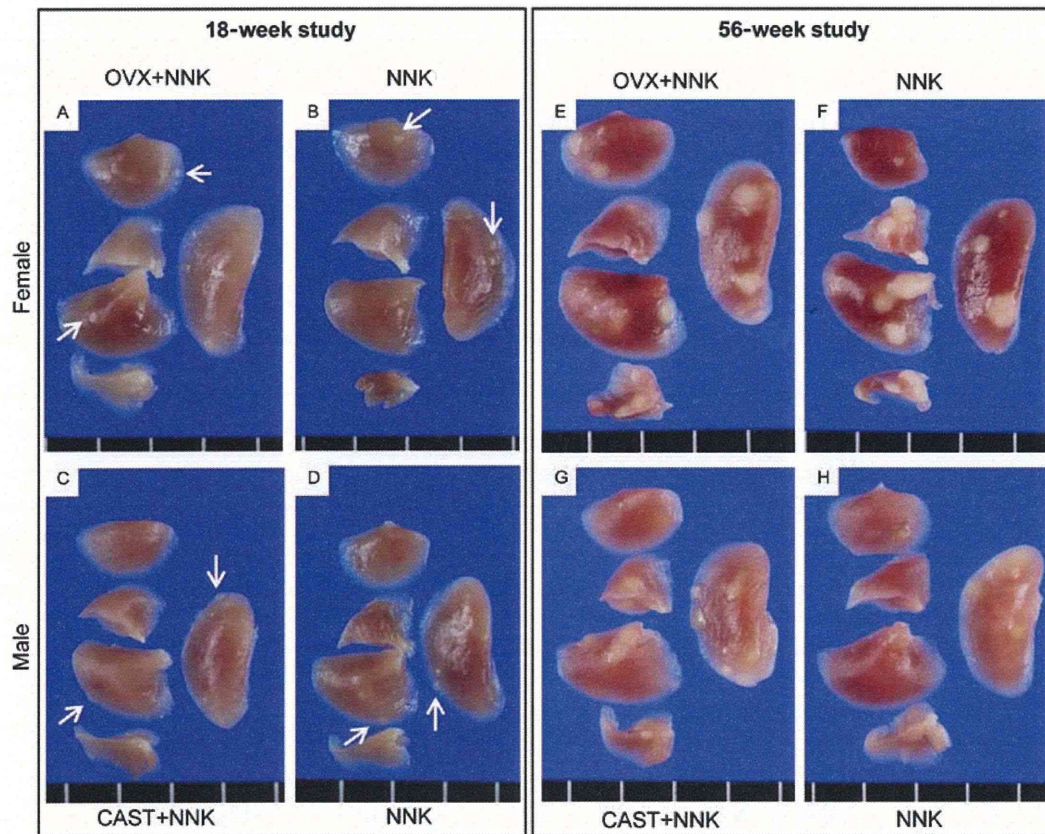 18-week study
56-week study
OVX+NNK
NNK
OVX+NNK
NNK
Female
A
B
E
F
Male
C
D
G
H
CAST+NNK
NNK
CAST+NNK
NNK